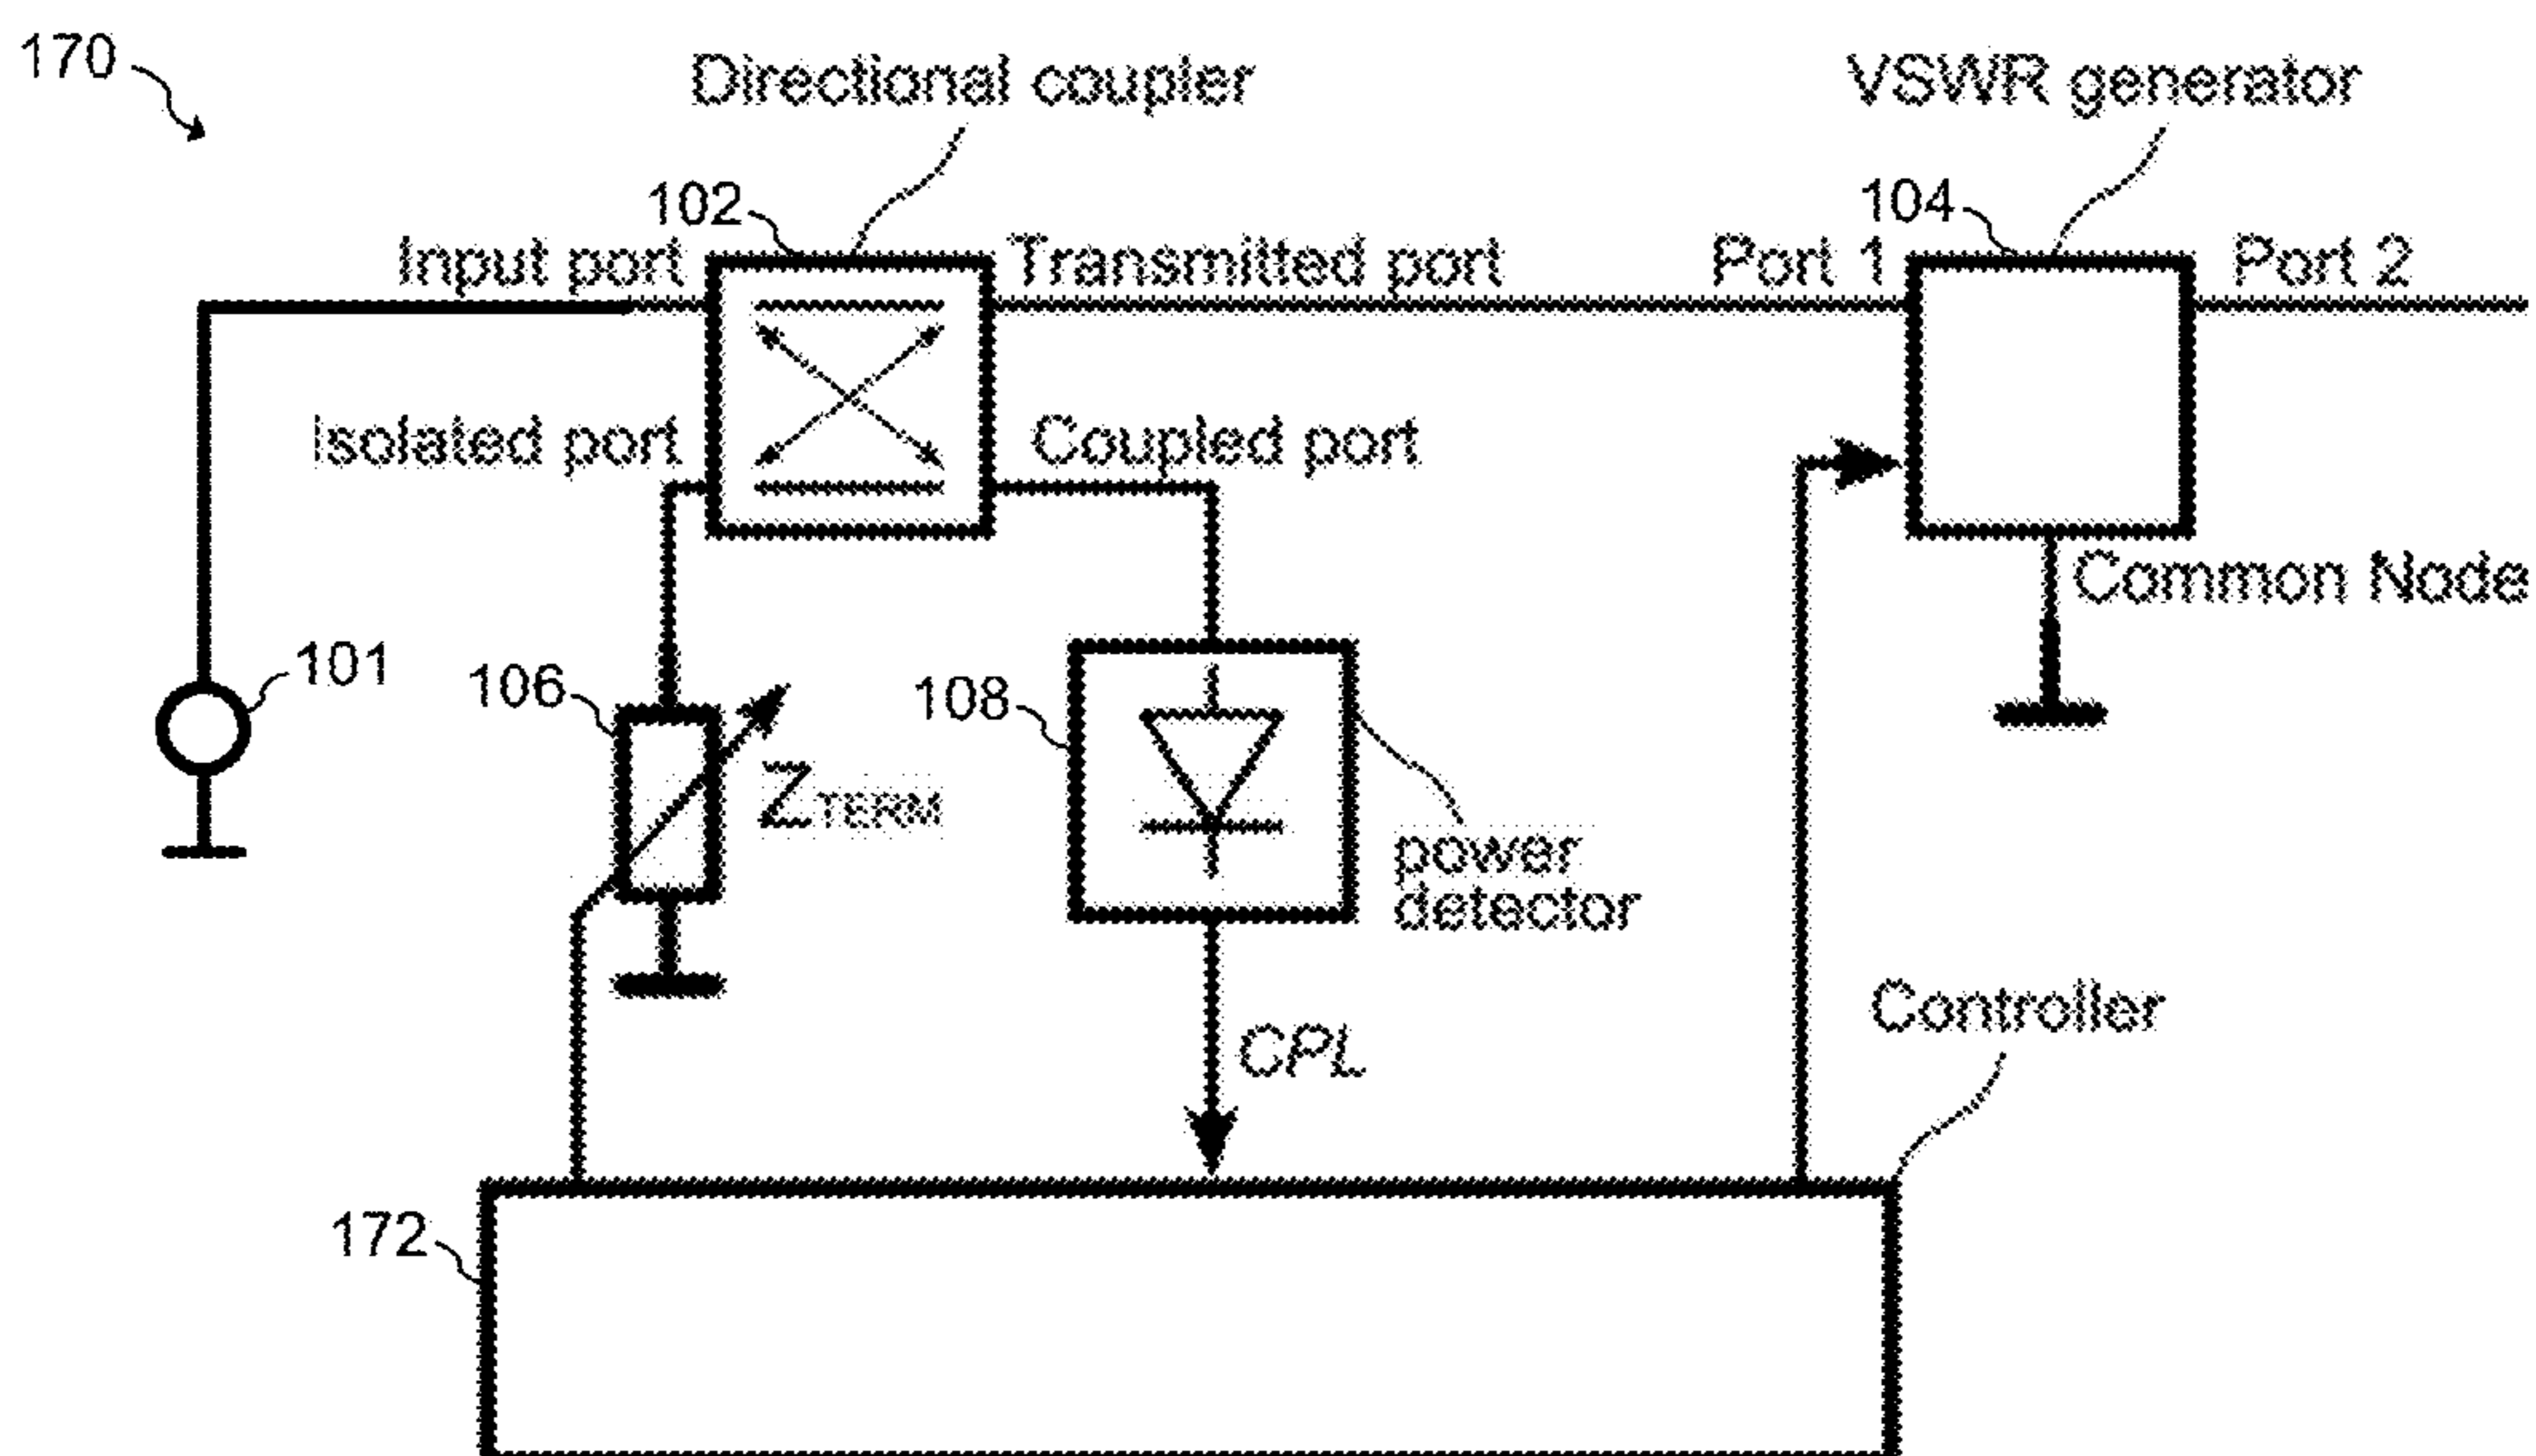 170
Directional coupler
VSWR generator
102
104
Input port
Transmitted port
Port 1
Port 2
Isolated port
Coupled port
Common Node
101
106
108
ZTERM
power
detector
CPL
Controller
172